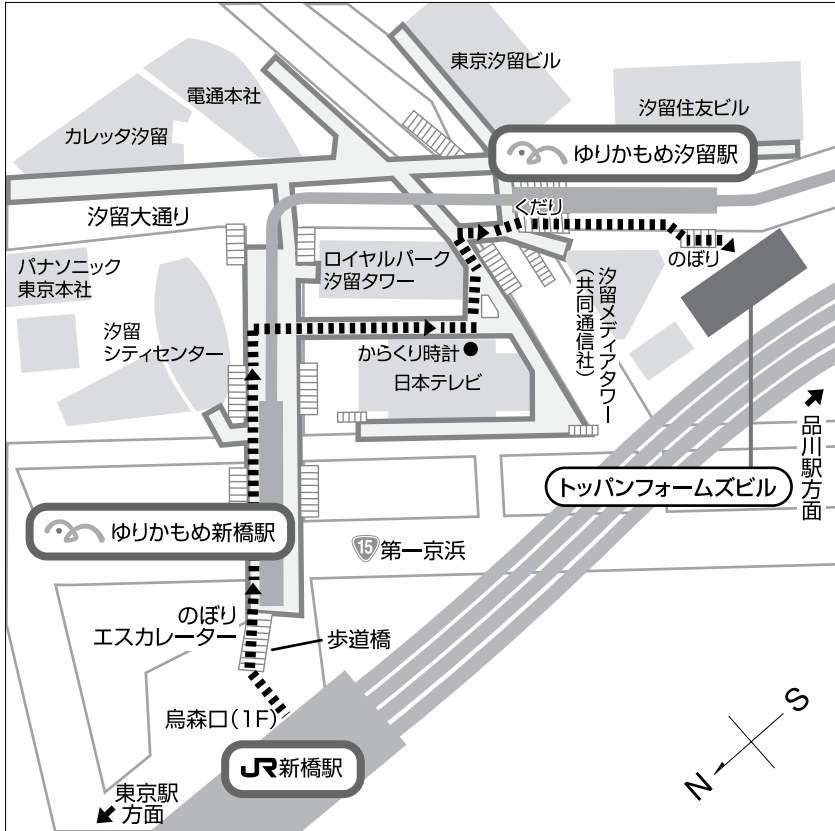 東京汐留ビル
電通本社
汐留住友ビル
カレッタ汐留
ゆりかもめ汐留駅
くだり
汐留大通り
のぼり
パナソニック
東京本社
ロイヤルパーク
汐留タワー
汐留メディアタワー
(共同通信社)
汐留
シティセンター
からくり時計
日本テレビ
品川駅方面
トッパンフォームズビル
ゆりかもめ新橋駅
15 第一京浜
のぼり
エスカレーター
歩道橋
烏森口(1F)
JR新橋駅
S
N
東京駅
方面